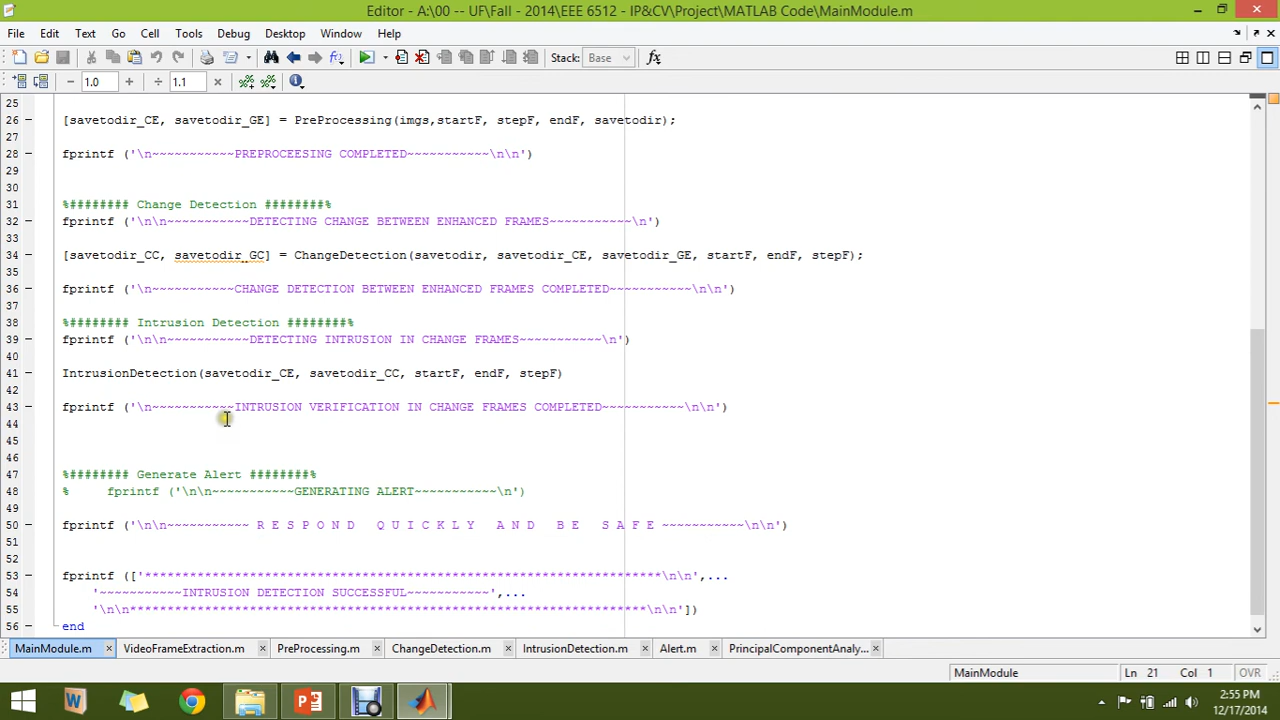 Editor - A:\00 -- UF\Fall - 2014\EEE 6512 - IP&CV\Project\MATLAB Code\MainModule.m
File Edit Text Go Cell Tools Debug Desktop Window Help
Stack: Base fx
1.0 1.1
25
26 [savetodir_CE, savetodir_GE] = PreProcessing(imgs,startF, stepF, endF, savetodir);
27
28 fprintf ('\n~~~~~~~~~~~PREPROCEESING COMPLETED~~~~~~~~~~~\n\n')
29
30
31 %######## Change Detection ########%
32 fprintf ('\n\n~~~~~~~~~~~DETECTING CHANGE BETWEEN ENHANCED FRAMES~~~~~~~~~~~\n')
33
34 [savetodir_CC, savetodir_GC] = ChangeDetection(savetodir, savetodir_CE, savetodir_GE, startF, endF, stepF);
35
36 fprintf ('\n~~~~~~~~~~~CHANGE DETECTION BETWEEN ENHANCED FRAMES COMPLETED~~~~~~~~~~~\n\n')
37
38 %######## Intrusion Detection ########%
39 fprintf ('\n\n~~~~~~~~~~~DETECTING INTRUSION IN CHANGE FRAMES~~~~~~~~~~~\n')
40
41 IntrusionDetection(savetodir_CE, savetodir_CC, startF, endF, stepF)
42
43 fprintf ('\n~~~~~~~~~~~INTRUSION VERIFICATION IN CHANGE FRAMES COMPLETED~~~~~~~~~~~\n\n')
44
45
46
47 %######## Generate Alert ########%
48 % fprintf ('\n\n~~~~~~~~~~~GENERATING ALERT~~~~~~~~~~~\n')
49
50 fprintf ('\n\n~~~~~~~~~~~ R E S P O N D Q U I C K L Y A N D B E S A F E ~~~~~~~~~~~\n\n')
51
52
53 fprintf (['*********************************************************************\n\n',...
54 '~~~~~~~~~~~INTRUSION DETECTION SUCCESSFUL~~~~~~~~~~~',...
55 '\n\n*********************************************************************\n\n'])
56 end
MainModule.m VideoFrameExtraction.m PreProcessing.m ChangeDetection.m IntrusionDetection.m Alert.m PrincipalComponentAnaly...
MainModule Ln 21 Col 1 OVR
2:55 PM
12/17/2014